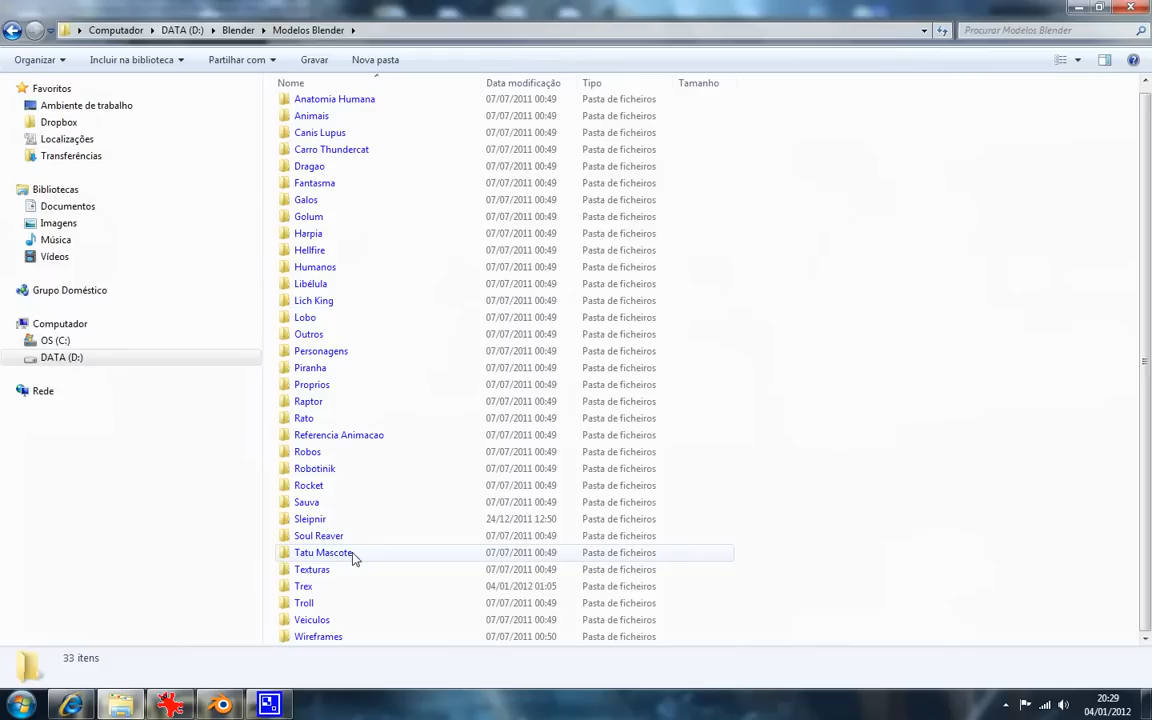 Computador DATA (D:) Blender Modelos Blender Procurar Modelos Blender
Organizar Incluir na biblioteca Partilhar com Gravar Nova pasta
Favoritos
Ambiente de trabalho
Dropbox
Localizações
Transferências
Bibliotecas
Documentos
Imagens
Música
Vídeos
Grupo Doméstico
Computador
OS (C:)
DATA (D:)
Rede
Nome Data modificação Tipo Tamanho
Anatomia Humana 07/07/2011 00:49 Pasta de ficheiros
Animais 07/07/2011 00:49 Pasta de ficheiros
Canis Lupus 07/07/2011 00:49 Pasta de ficheiros
Carro Thundercat 07/07/2011 00:49 Pasta de ficheiros
Dragao 07/07/2011 00:49 Pasta de ficheiros
Fantasma 07/07/2011 00:49 Pasta de ficheiros
Galos 07/07/2011 00:49 Pasta de ficheiros
Golum 07/07/2011 00:49 Pasta de ficheiros
Harpia 07/07/2011 00:49 Pasta de ficheiros
Hellfire 07/07/2011 00:49 Pasta de ficheiros
Humanos 07/07/2011 00:49 Pasta de ficheiros
Libélula 07/07/2011 00:49 Pasta de ficheiros
Lich King 07/07/2011 00:49 Pasta de ficheiros
Lobo 07/07/2011 00:49 Pasta de ficheiros
Outros 07/07/2011 00:49 Pasta de ficheiros
Personagens 07/07/2011 00:49 Pasta de ficheiros
Piranha 07/07/2011 00:49 Pasta de ficheiros
Proprios 07/07/2011 00:49 Pasta de ficheiros
Raptor 07/07/2011 00:49 Pasta de ficheiros
Rato 07/07/2011 00:49 Pasta de ficheiros
Referencia Animacao 07/07/2011 00:49 Pasta de ficheiros
Robos 07/07/2011 00:49 Pasta de ficheiros
Robotinik 07/07/2011 00:49 Pasta de ficheiros
Rocket 07/07/2011 00:49 Pasta de ficheiros
Sauva 07/07/2011 00:49 Pasta de ficheiros
Sleipnir 24/12/2011 12:50 Pasta de ficheiros
Soul Reaver 07/07/2011 00:49 Pasta de ficheiros
Tatu Mascote 07/07/2011 00:49 Pasta de ficheiros
Texturas 07/07/2011 00:49 Pasta de ficheiros
Trex 04/01/2012 01:05 Pasta de ficheiros
Troll 07/07/2011 00:49 Pasta de ficheiros
Veiculos 07/07/2011 00:49 Pasta de ficheiros
Wireframes 07/07/2011 00:50 Pasta de ficheiros
33 itens
20:29
04/01/2012